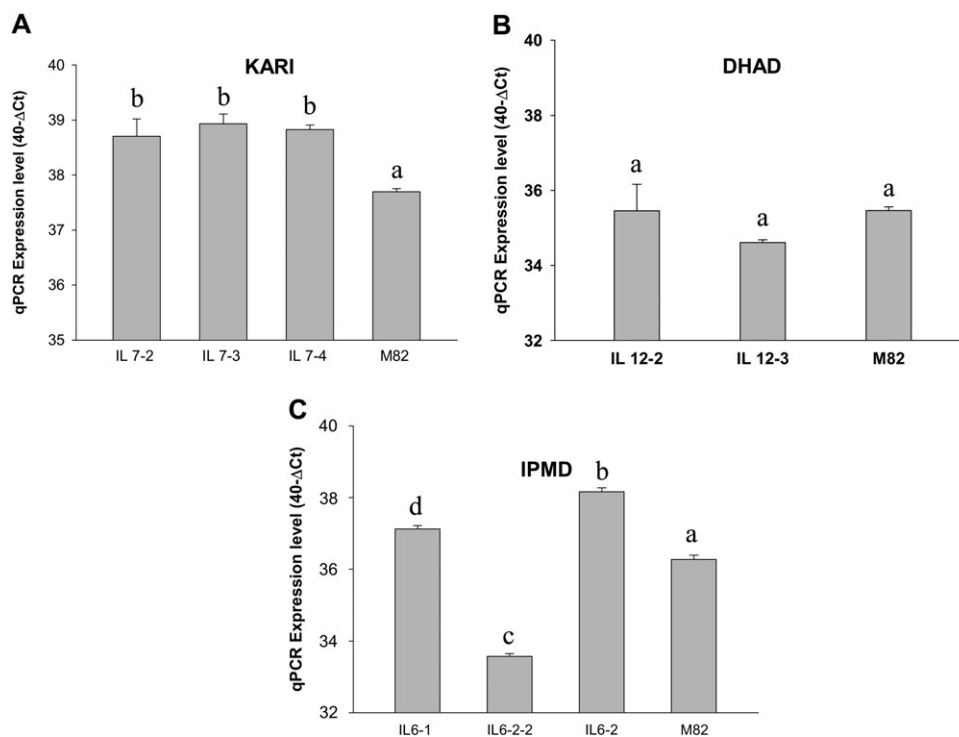 A
KARI
qPCR Expression level (40-ΔCt)
40
39
38
37
36
35
b
b
b
a
IL 7-2
IL 7-3
IL 7-4
M82
B
DHAD
qPCR Expression level (40-ΔCt)
40
38
36
34
32
a
a
a
IL 12-2
IL 12-3
M82
C
IPMD
qPCR Expression level (40-ΔCt)
40
38
36
34
32
d
c
b
a
IL6-1
IL6-2-2
IL6-2
M82